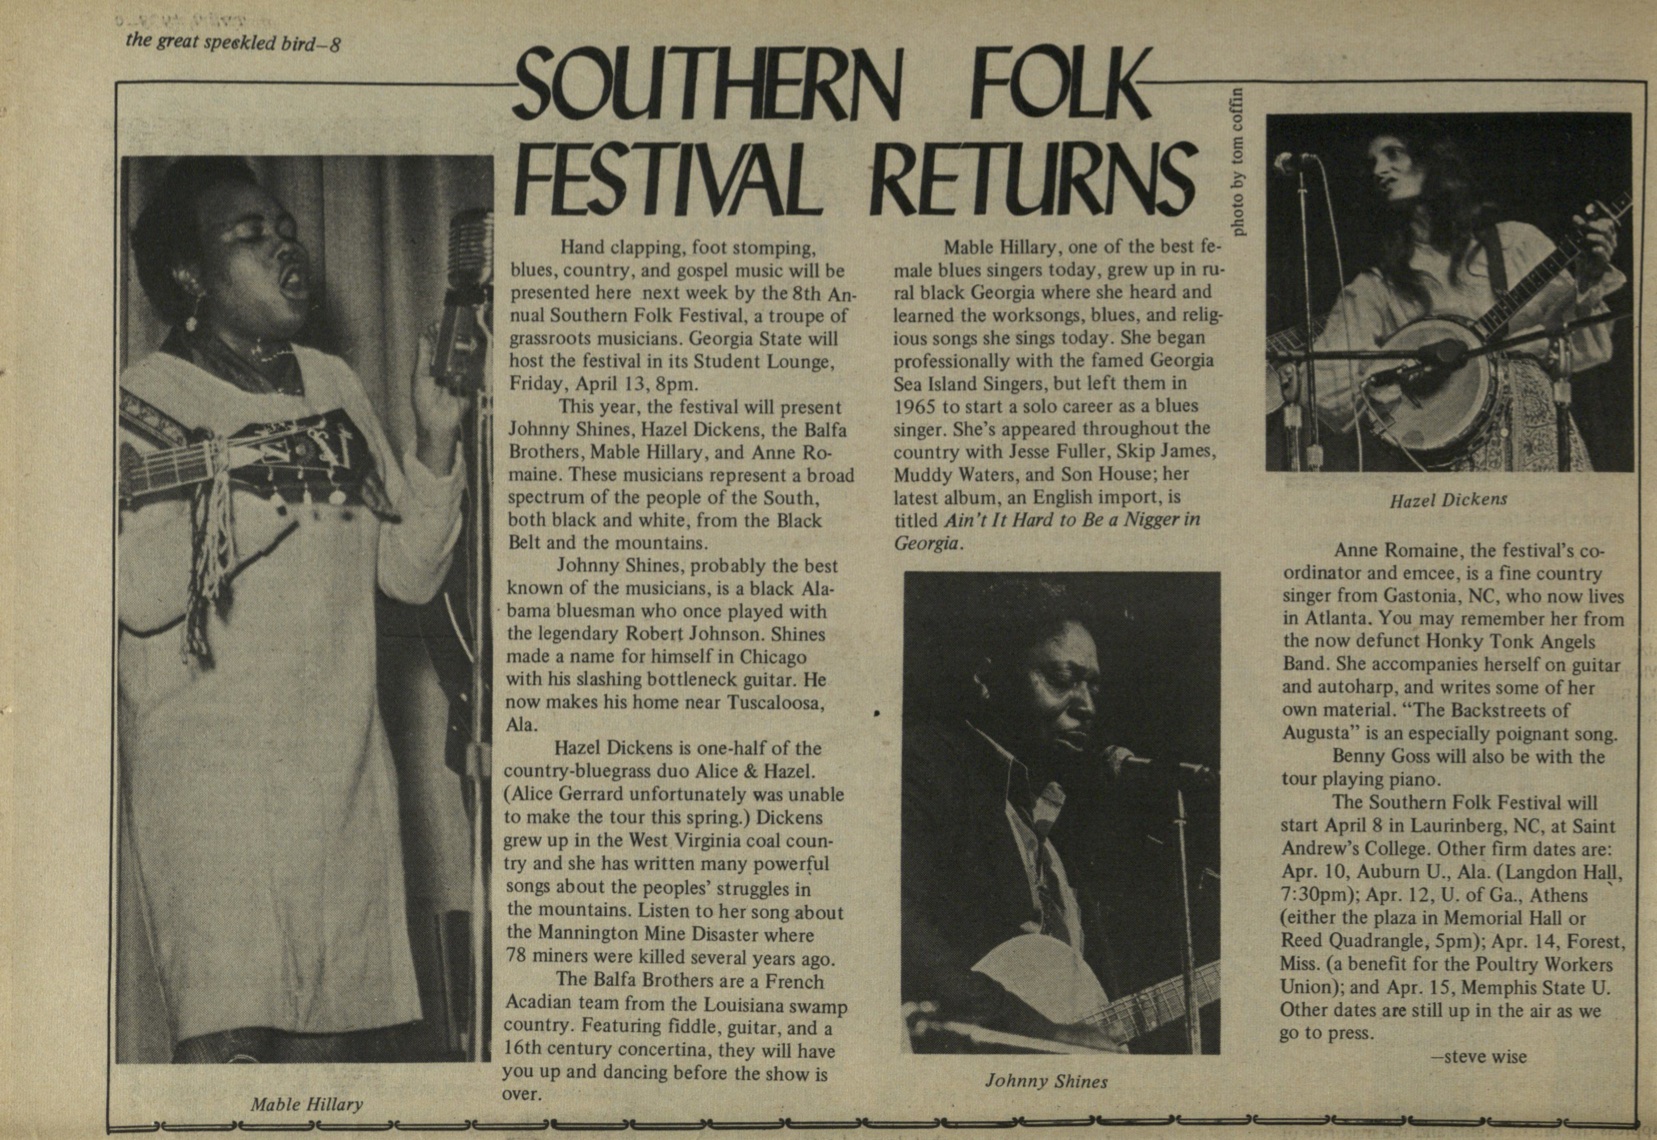 the great speckled bird—8
SOUTHERN FOLK
FESTIVAL RETURNS
photo by tom coffin
Hand clapping, foot stomping,
blues, country, and gospel music will be
presented here next week by the 8th An-
nual Southern Folk Festival, a troupe of
grassroots musicians. Georgia State will
host the festival in its Student Lounge,
Friday, April 13, 8pm.
This year, the festival will present
Johnny Shines, Hazel Dickens, the Balfa
Brothers, Mable Hillary, and Anne Ro-
maine. These musicians represent a broad
spectrum of the people of the South,
both black and white, from the Black
Belt and the mountains.
Johnny Shines, probably the best
known of the musicians, is a black Ala-
bama bluesman who once played with
the legendary Robert Johnson. Shines
made a name for himself in Chicago
with his slashing bottleneck guitar. He
now makes his home near Tuscaloosa,
Ala.
Hazel Dickens is one-half of the
country-bluegrass duo Alice & Hazel.
(Alice Gerrard unfortunately was unable
to make the tour this spring.) Dickens
grew up in the West Virginia coal coun-
try and she has written many powerful
songs about the peoples' struggles in
the mountains. Listen to her song about
the Mannington Mine Disaster where
78 miners were killed several years ago.
The Balfa Brothers are a French
Acadian team from the Louisiana swamp
country. Featuring fiddle, guitar, and a
16th century concertina, they will have
you up and dancing before the show is
over.
Mable Hillary
Mable Hillary, one of the best fe-
male blues singers today, grew up in ru-
ral black Georgia where she heard and
learned the worksongs, blues, and relig-
ious songs she sings today. She began
professionally with the famed Georgia
Sea Island Singers, but left them in
1965 to start a solo career as a blues
singer. She's appeared throughout the
country with Jesse Fuller, Skip James,
Muddy Waters, and Son House; her
latest album, an English import, is
titled Ain't It Hard to Be a Nigger in
Georgia.
Johnny Shines
Hazel Dickens
Anne Romaine, the festival's co-
ordinator and emcee, is a fine country
singer from Gastonia, NC, who now lives
in Atlanta. You may remember her from
the now defunct Honky Tonk Angels
Band. She accompanies herself on guitar
and autoharp, and writes some of her
own material. "The Backstreets of
Augusta" is an especially poignant song.
Benny Goss will also be with the
tour playing piano.
The Southern Folk Festival will
start April 8 in Laurinberg, NC, at Saint
Andrew's College. Other firm dates are:
Apr. 10, Auburn U., Ala. (Langdon Hall,
7:30pm); Apr. 12, U. of Ga., Athens
(either the plaza in Memorial Hall or
Reed Quadrangle, 5pm); Apr. 14, Forest,
Miss. (a benefit for the Poultry Workers
Union); and Apr. 15, Memphis State U.
Other dates are still up in the air as we
go to press.
—steve wise